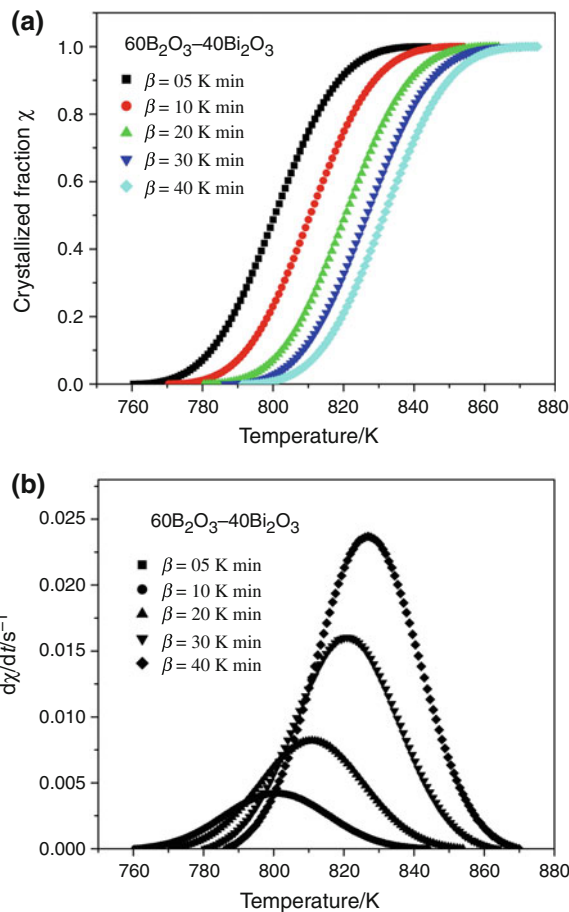 (a)
60B₂O₃–40Bi₂O₃
β = 05 K min
β = 10 K min
β = 20 K min
β = 30 K min
β = 40 K min
Crystallized fraction χ
1.0
0.8
0.6
0.4
0.2
0.0
760 780 800 820 840 860 880
Temperature/K
(b)
60B₂O₃–40Bi₂O₃
β = 05 K min
β = 10 K min
β = 20 K min
β = 30 K min
β = 40 K min
dχ/dt/s⁻¹
0.025
0.020
0.015
0.010
0.005
0.000
760 780 800 820 840 860 880
Temperature/K